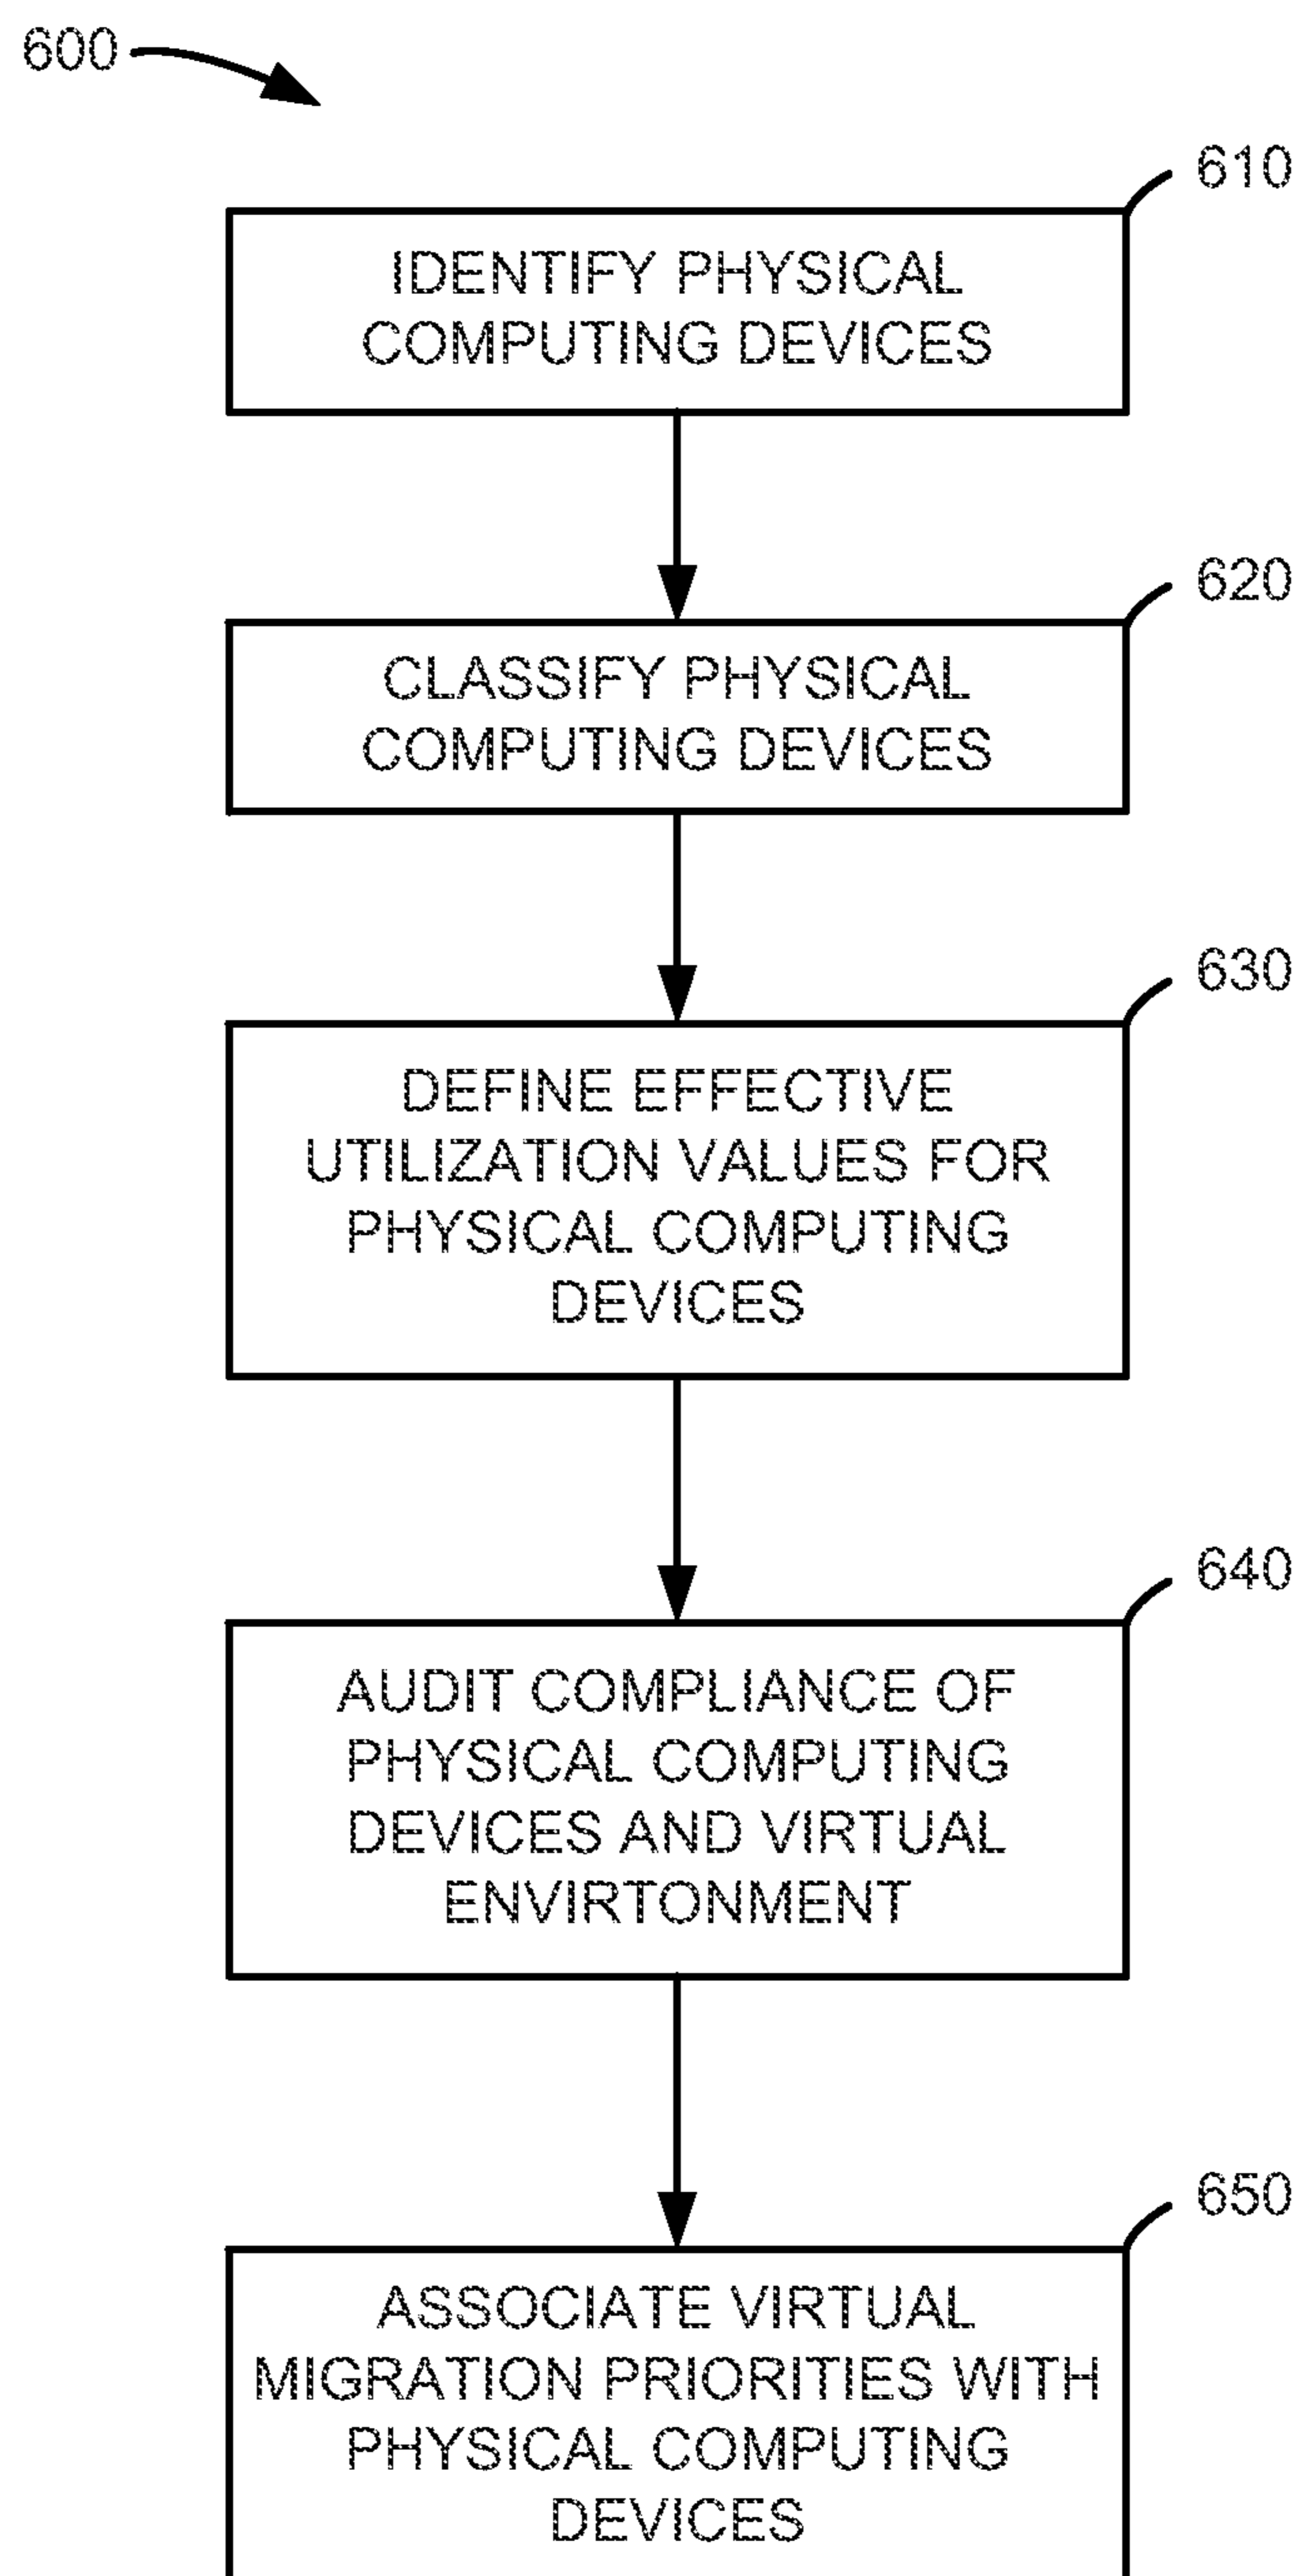 600
610
IDENTIFY PHYSICAL
COMPUTING DEVICES
620
CLASSIFY PHYSICAL
COMPUTING DEVICES
630
DEFINE EFFECTIVE
UTILIZATION VALUES FOR
PHYSICAL COMPUTING
DEVICES
640
AUDIT COMPLIANCE OF
PHYSICAL COMPUTING
DEVICES AND VIRTUAL
ENVIRTONMENT
650
ASSOCIATE VIRTUAL
MIGRATION PRIORITIES WITH
PHYSICAL COMPUTING
DEVICES